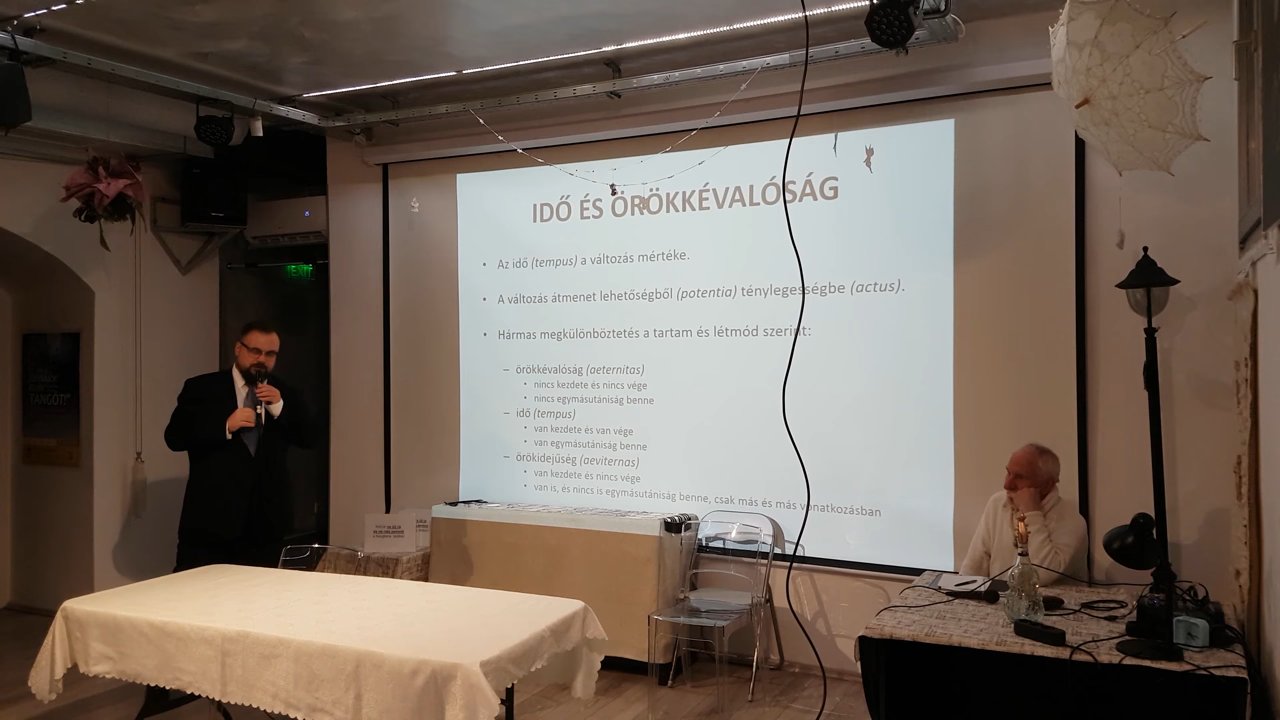 IDŐ ÉS ÖRÖKKÉVALÓSÁG
• Az idő (tempus) a változás mértéke.
• A változás átmenet lehetőségből (potentia) ténylegességbe (actus).
• Hármas megkülönböztetés a tartam és létmód szerint:
– örökkévalóság (aeternitas)
• nincs kezdete és nincs vége
• nincs egymásutániság benne
– idő (tempus)
• van kezdete és van vége
• van egymásutániság benne
– örökidejűség (aeviternas)
• van kezdete és nincs vége
• van is, és nincs is egymásutániság benne, csak más és más vonatkozásban
EXIT
FANGÓT!"